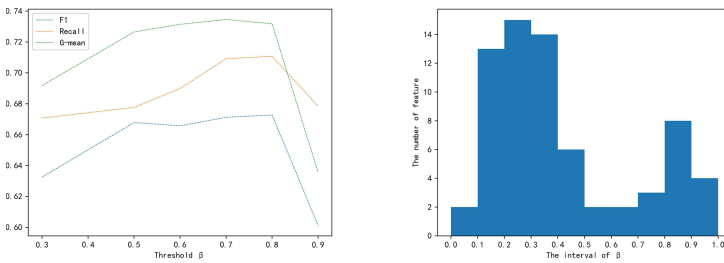 0.74
0.72
0.70
0.68
0.66
0.64
0.62
0.60
F1
Recall
G-mean
0.3 0.4 0.5 0.6 0.7 0.8 0.9
Threshold β
The number of feature
14
12
10
8
6
4
2
0
0.0 0.1 0.2 0.3 0.4 0.5 0.6 0.7 0.8 0.9 1.0
The interval of β